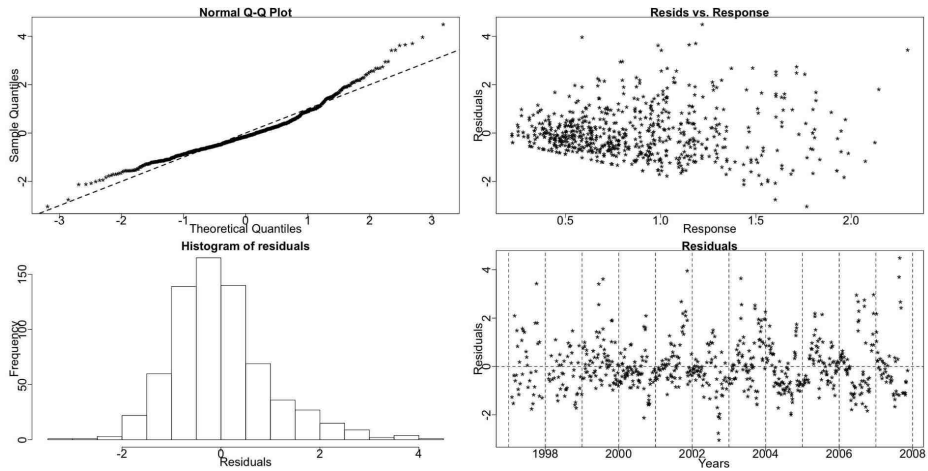 Normal Q-Q Plot
Sample Quantiles
4
2
0
-2
-3 -2 -1 0 1 2 3
Theoretical Quantiles
Resids vs. Response
Residuals
4
2
0
-2
0.5 1.0 1.5 2.0
Response
Histogram of residuals
Frequency
150
100
50
0
-2 0 2 4
Residuals
Residuals
Residuals
4
2
0
-2
1998 2000 2002 2004 2006 2008
Years